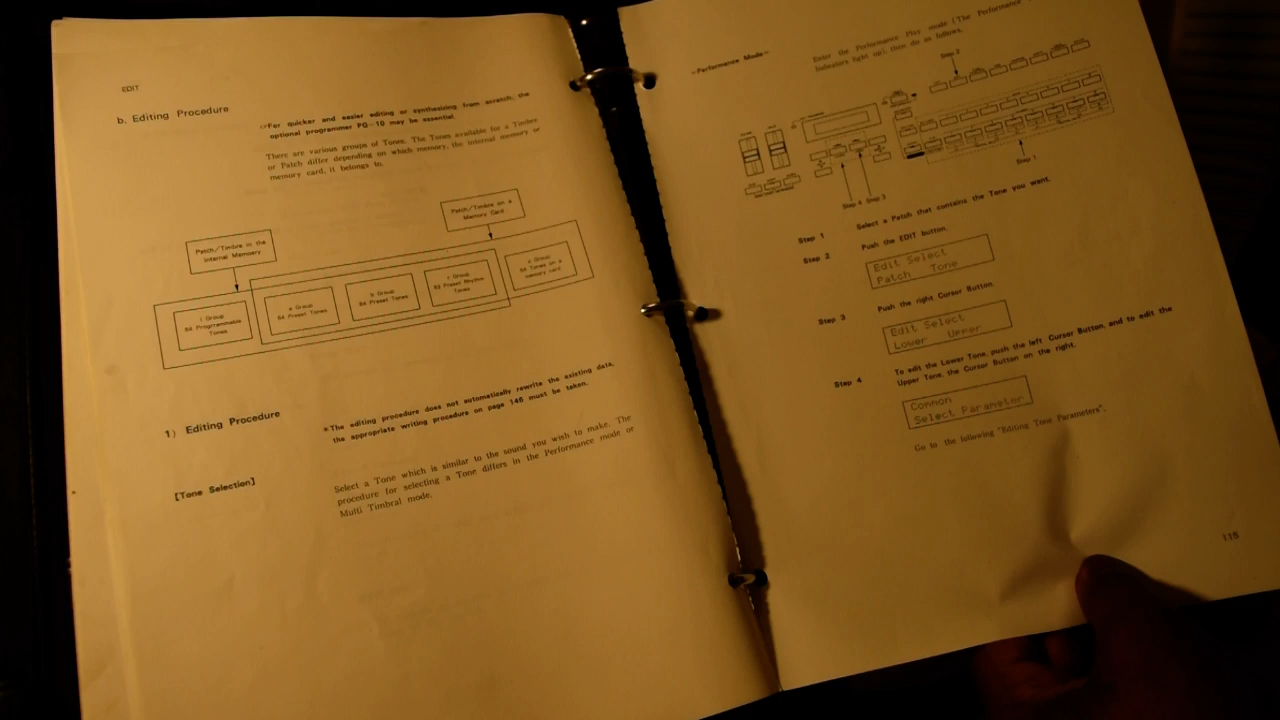 EDIT
b. Editing Procedure
For quicker and easier editing or synthesizing from scratch, the
optional programmer PG-10 may be essential.
There are various groups of Tones. The Tones available for a Timbre
or Patch differ depending on which memory, the internal memory or
memory card, it belongs to.
Patch/Timbre in the
Internal Memory
Patch/Timbre on a
Memory Card
i Group
64 Programmable
Tones
a Group
64 Preset Tones
b Group
64 Preset Tones
r Group
63 Preset Rhythm
Tones
c Group
64 Tones on a
memory card
1) Editing Procedure
*The editing procedure does not automatically rewrite the existing data,
the appropriate writing procedure on page 146 must be taken.
[Tone Selection]
Select a Tone which is similar to the sound you wish to make. The
procedure for selecting a Tone differs in the Performance mode or
Multi Timbral mode.
Performance Mode
Enter the Performance Play mode (The Performance
Indicators light up), then do as follows.
Step 2
Step 1
Step 4 Step 3
Step 1 Select a Patch that contains the Tone you want.
Step 2 Push the EDIT button.
Edit Select
Patch Tone
Step 3 Push the right Cursor Button.
Edit Select
Lower Upper
Step 4 To edit the Lower Tone, push the left Cursor Button, and to edit the
Upper Tone, the Cursor Button on the right.
Common
Select Parameter
Go to the following "Editing Tone Parameters".
115